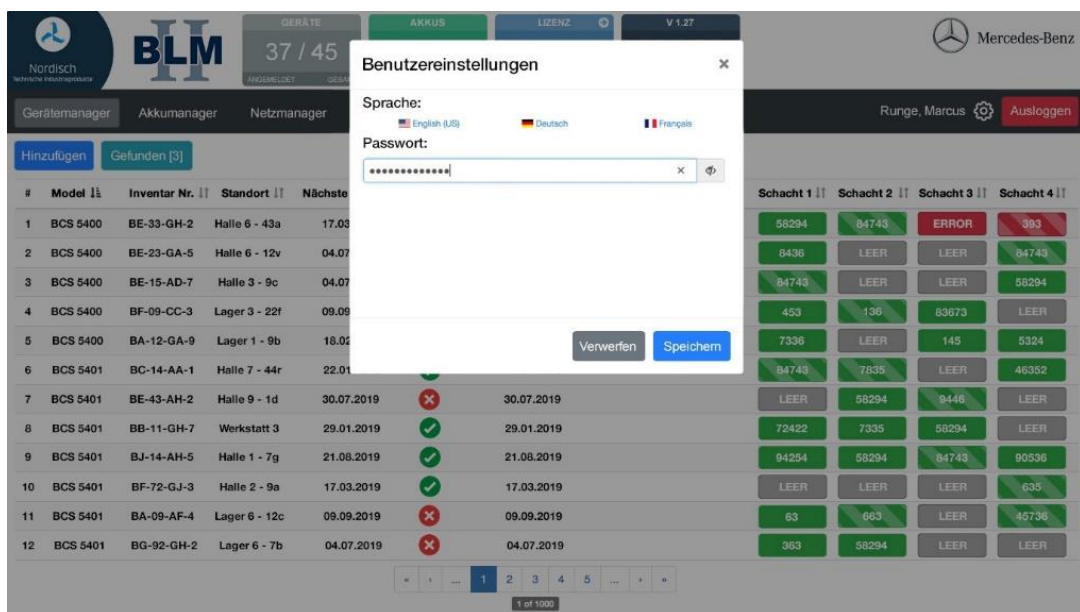 Nordisch
Technische Industrieprodukte
BLM
GERÄTE
37 / 45
ANGEMELDET
AKKUS
LIZENZ
V 1.27
Mercedes-Benz
Gerätemanager Akkumanager Netzmanager Runge, Marcus Ausloggen
Hinzufügen Gefunden [3]
Benutzereinstellungen ×
Sprache:
English (US) Deutsch Français
Passwort:
Verwerfen Speichern
# Model Inventar Nr. Standort Nächste Schacht 1 Schacht 2 Schacht 3 Schacht 4
1 BCS 5400 BE-33-GH-2 Halle 6 - 43a 17.03 58294 84743 ERROR 393
2 BCS 5400 BE-23-GA-5 Halle 6 - 12v 04.07 8436 LEER LEER 84743
3 BCS 5400 BE-15-AD-7 Halle 3 - 9c 04.07 84743 LEER LEER 58294
4 BCS 5400 BF-09-CC-3 Lager 3 - 22f 09.09 453 136 83673 LEER
5 BCS 5400 BA-12-GA-9 Lager 1 - 9b 18.02 7336 LEER 145 5324
6 BCS 5401 BC-14-AA-1 Halle 7 - 44r 22.01 84743 7835 LEER 46352
7 BCS 5401 BE-43-AH-2 Halle 9 - 1d 30.07.2019 30.07.2019 LEER 58294 9446 LEER
8 BCS 5401 BB-11-GH-7 Werkstatt 3 29.01.2019 29.01.2019 72422 7335 58294 LEER
9 BCS 5401 BJ-14-AH-5 Halle 1 - 7g 21.08.2019 21.08.2019 94254 58294 84743 90536
10 BCS 5401 BF-72-GJ-3 Halle 2 - 9a 17.03.2019 17.03.2019 LEER LEER LEER 635
11 BCS 5401 BA-09-AF-4 Lager 6 - 12c 09.09.2019 09.09.2019 63 663 LEER 45736
12 BCS 5401 BG-92-GH-2 Lager 6 - 7b 04.07.2019 04.07.2019 363 58294 LEER LEER
« ‹ ... 1 2 3 4 5 ... › »
1 of 1000